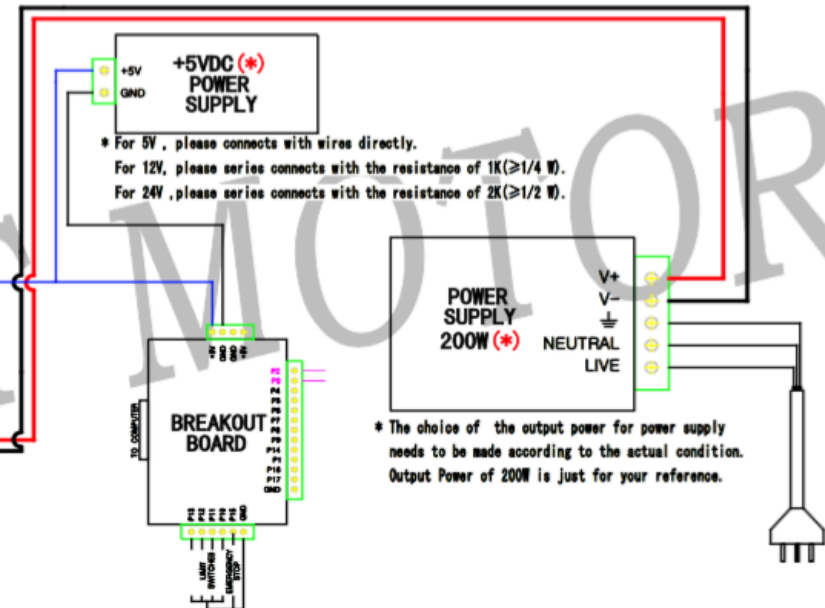 +5V
GND
+5VDC(*)
POWER
SUPPLY
* For 5V , please connects with wires directly.
For 12V, please series connects with the resistance of 1K(≥1/4 W).
For 24V ,please series connects with the resistance of 2K(≥1/2 W).
MOTOR
POWER
SUPPLY
200W(*)
V+
V-
NEUTRAL
LIVE
* The choice of the output power for power supply
needs to be made according to the actual condition.
Output Power of 200W is just for your reference.
+5V
GND
GND
+5V
TO COMPUTER
BREAKOUT
BOARD
P2
P3
P4
P5
P6
P7
P8
P9
P14
P1
P16
P17
GND
P13
P12
P11
P10
P15
GND
LIMIT
SWITCHES
EMERGENCY
STOP